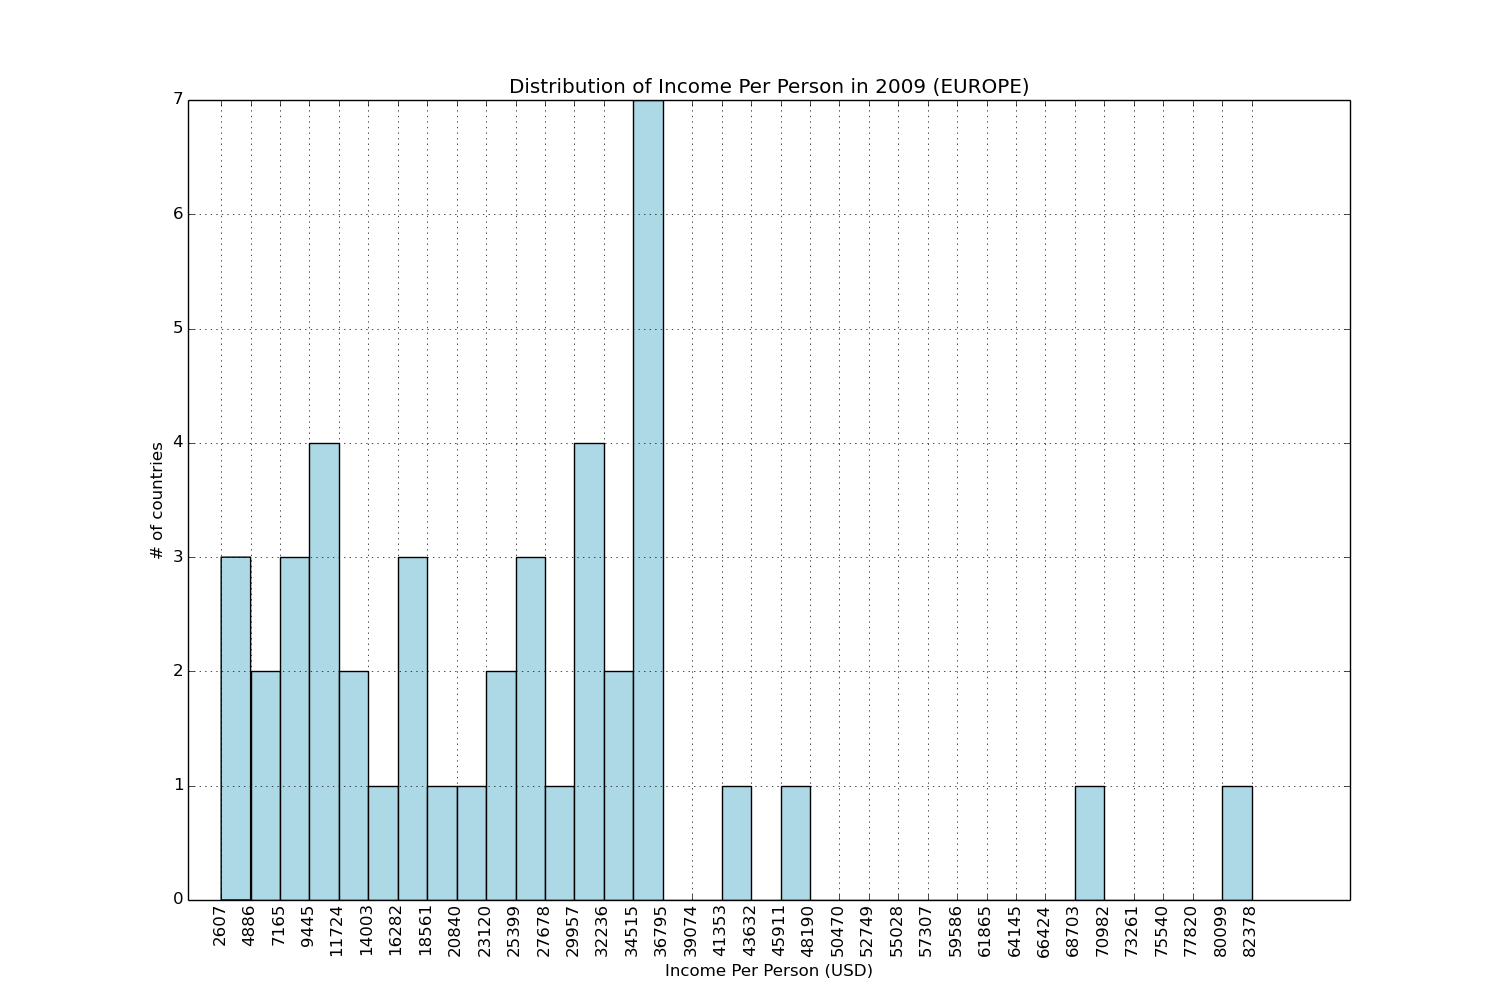 Distribution of Income Per Person in 2009 (EUROPE)
7
6
5
4
3
2
1
0
# of countries
2607 4886 7165 9445 11724 14003 16282 18561 20840 23120 25399 27678 29957 32236 34515 36795 39074 41353 43632 45911 48190 50470 52749 55028 57307 59586 61865 64145 66424 68703 70982 73261 75540 77820 80099 82378
Income Per Person (USD)